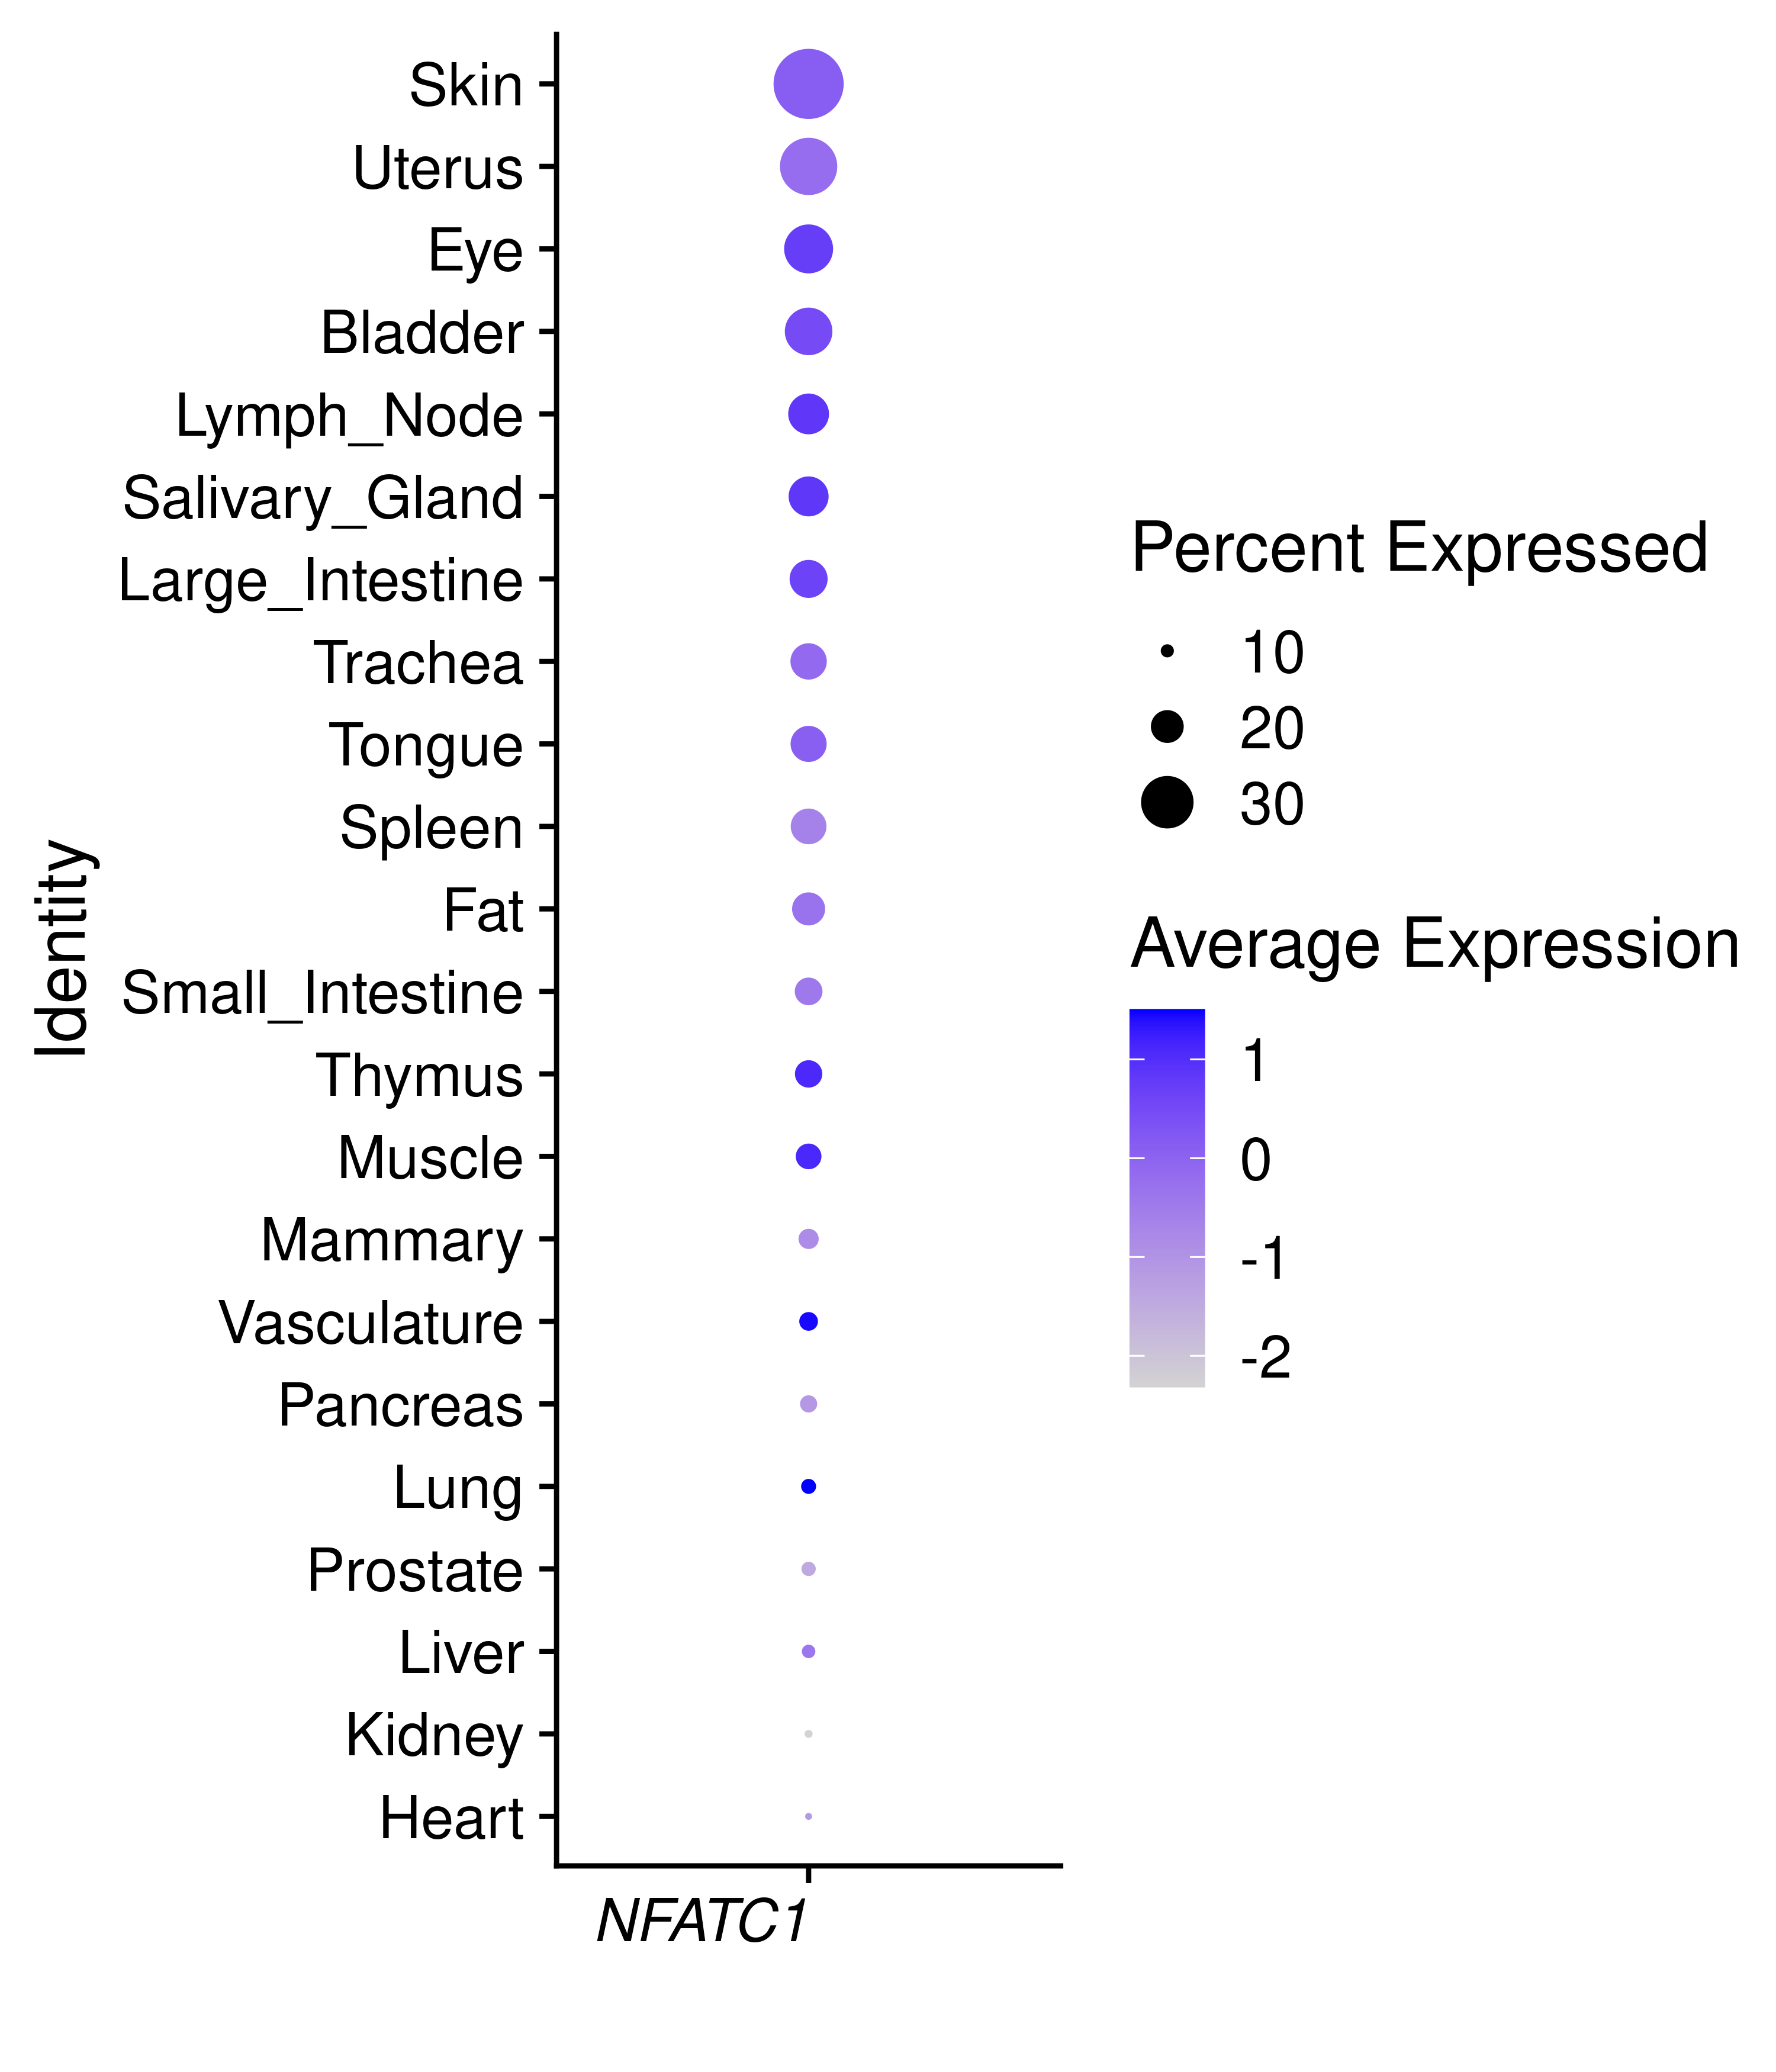 Skin
Uterus
Eye
Bladder
Lymph_Node
Salivary_Gland
Large_Intestine
Trachea
Tongue
Spleen
Fat
Small_Intestine
Thymus
Muscle
Mammary
Vasculature
Pancreas
Lung
Prostate
Liver
Kidney
Heart
Identity
NFATC1
Percent Expressed
10
20
30
Average Expression
1
0
-1
-2